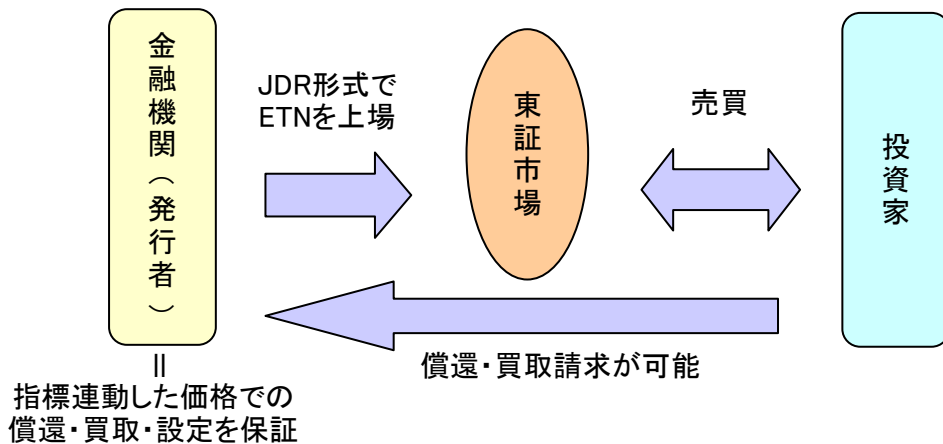 金融機関（発行者）
JDR形式で
ETNを上場
東証市場
売買
投資家
償還・買取請求が可能
＝
指標連動した価格での
償還・買取・設定を保証